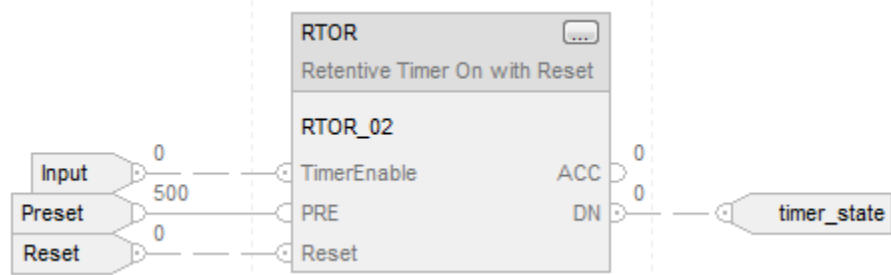 RTOR ...
Retentive Timer On with Reset
RTOR_02
0
Input TimerEnable ACC 0
500
Preset PRE DN 0 timer_state
0
Reset Reset